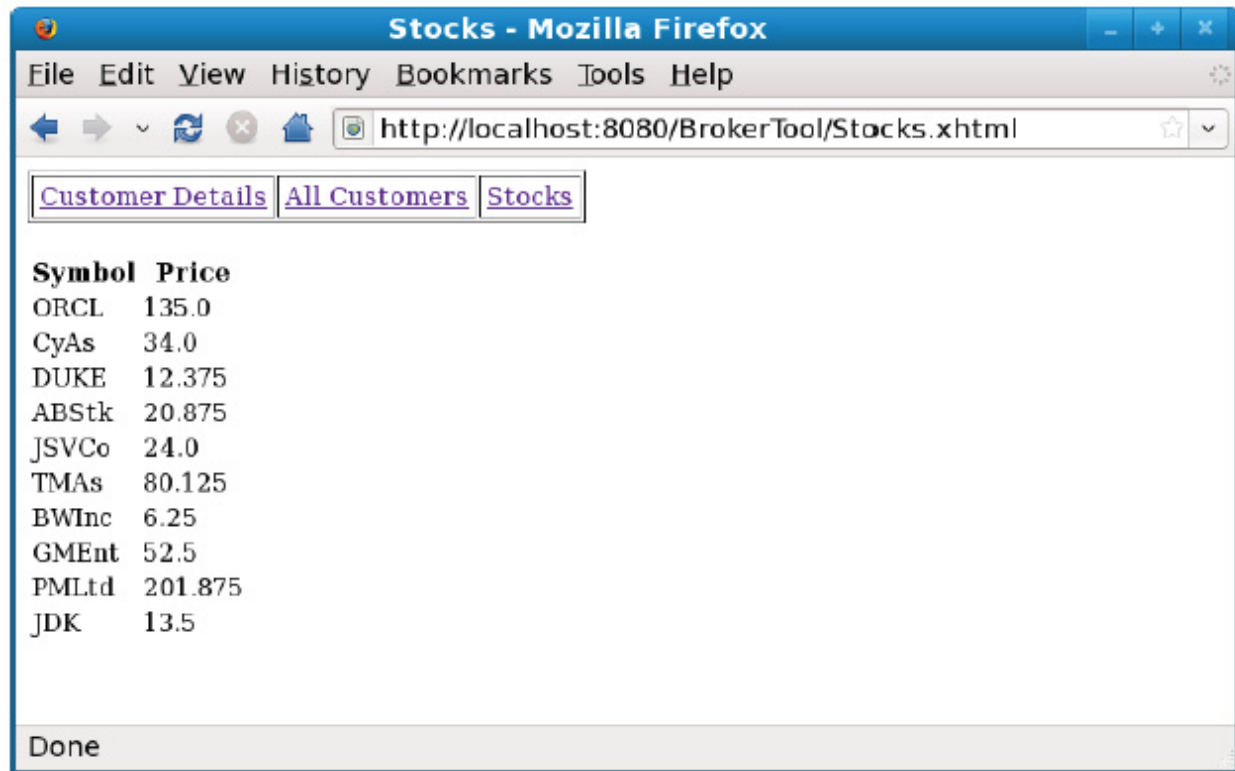 Stocks - Mozilla Firefox
File Edit View History Bookmarks Tools Help
http://localhost:8080/BrokerTool/Stocks.xhtml
Customer Details All Customers Stocks
Symbol Price
ORCL 135.0
CyAs 34.0
DUKE 12.375
ABStk 20.875
JSVCo 24.0
TMAs 80.125
BWInc 6.25
GMEnt 52.5
PMLtd 201.875
JDK 13.5
Done